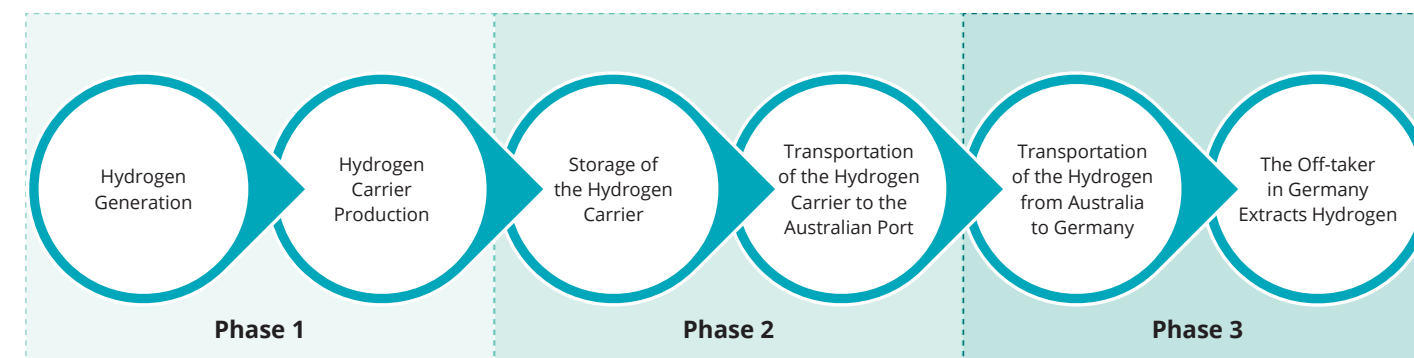 Hydrogen
Generation
Hydrogen
Carrier
Production
Storage of
the Hydrogen
Carrier
Transportation
of the Hydrogen
Carrier to the
Australian Port
Transportation
of the Hydrogen
from Australia
to Germany
The Off-taker
in Germany
Extracts Hydrogen
Phase 1
Phase 2
Phase 3